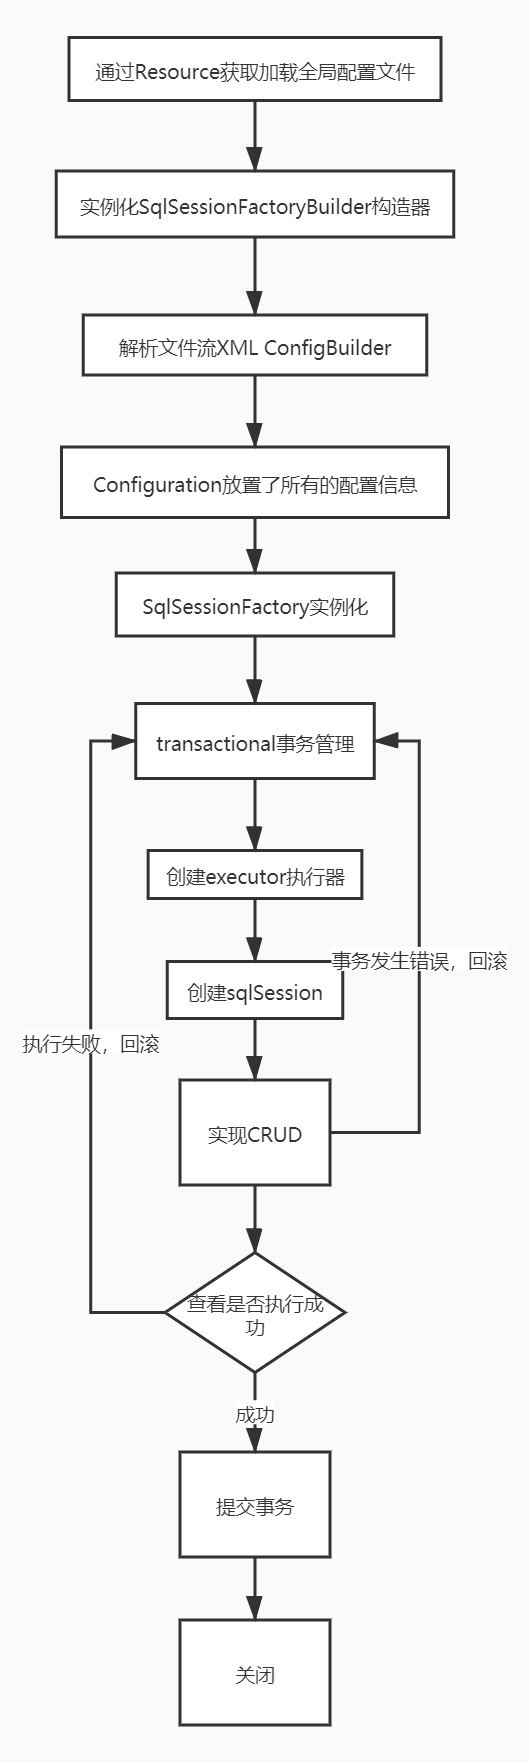 通过Resource获取加载全局配置文件
实例化SqlSessionFactoryBuilder构造器
解析文件流XML ConfigBuilder
Configuration放置了所有的配置信息
SqlSessionFactory实例化
transactional事务管理
创建executor执行器
事务发生错误，回滚
创建sqlSession
执行失败，回滚
实现CRUD
查看是否执行成
功
成功
提交事务
关闭